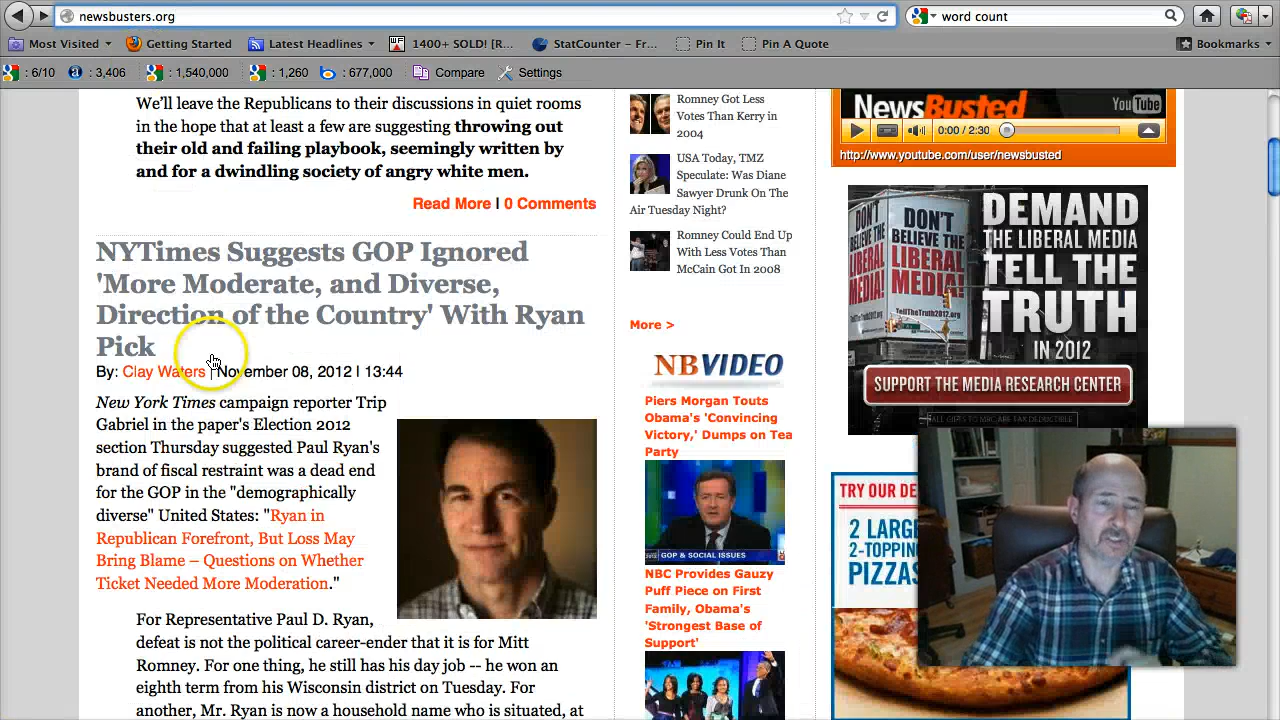 newsbusters.org
word count
Most Visited
Getting Started
Latest Headlines
1400+ SOLD! [R...
StatCounter – Fr...
Pin It
Pin A Quote
Bookmarks
: 6/10
: 3,406
: 1,540,000
: 1,260
: 677,000
Compare
Settings
We'll leave the Republicans to their discussions in quiet rooms
in the hope that at least a few are suggesting throwing out
their old and failing playbook, seemingly written by
and for a dwindling society of angry white men.
Read More | 0 Comments
NYTimes Suggests GOP Ignored
'More Moderate, and Diverse,
Direction of the Country' With Ryan
Pick
By: Clay Waters | November 08, 2012 | 13:44
New York Times campaign reporter Trip
Gabriel in the paper's Election 2012
section Thursday suggested Paul Ryan's
brand of fiscal restraint was a dead end
for the GOP in the "demographically
diverse" United States: "Ryan in
Republican Forefront, But Loss May
Bring Blame – Questions on Whether
Ticket Needed More Moderation."
For Representative Paul D. Ryan,
defeat is not the political career-ender that it is for Mitt
Romney. For one thing, he still has his day job -- he won an
eighth term from his Wisconsin district on Tuesday. For
another, Mr. Ryan is now a household name who is situated, at
Romney Got Less
Votes Than Kerry in
2004
USA Today, TMZ
Speculate: Was Diane
Sawyer Drunk On The
Air Tuesday Night?
Romney Could End Up
With Less Votes Than
McCain Got In 2008
More >
NBVIDEO
Piers Morgan Touts
Obama's 'Convincing
Victory,' Dumps on Tea
Party
GOP & SOCIAL ISSUES
NBC Provides Gauzy
Puff Piece on First
Family, Obama's
'Strongest Base of
Support'
NewsBusted
YouTube
0:00 / 2:30
http://www.youtube.com/user/newsbusted
DON'T
BELIEVE THE
LIBERAL
MEDIA!
DON'T
BELIEVE THE
LIBERAL
MEDIA!
DEMAND
THE LIBERAL MEDIA
TELL THE
TRUTH
IN 2012
SUPPORT THE MEDIA RESEARCH CENTER
ALL GIFTS TO MRC ARE TAX DEDUCTIBLE
TRY OUR DE
2 LARG
2-TOPPIN
PIZZAS